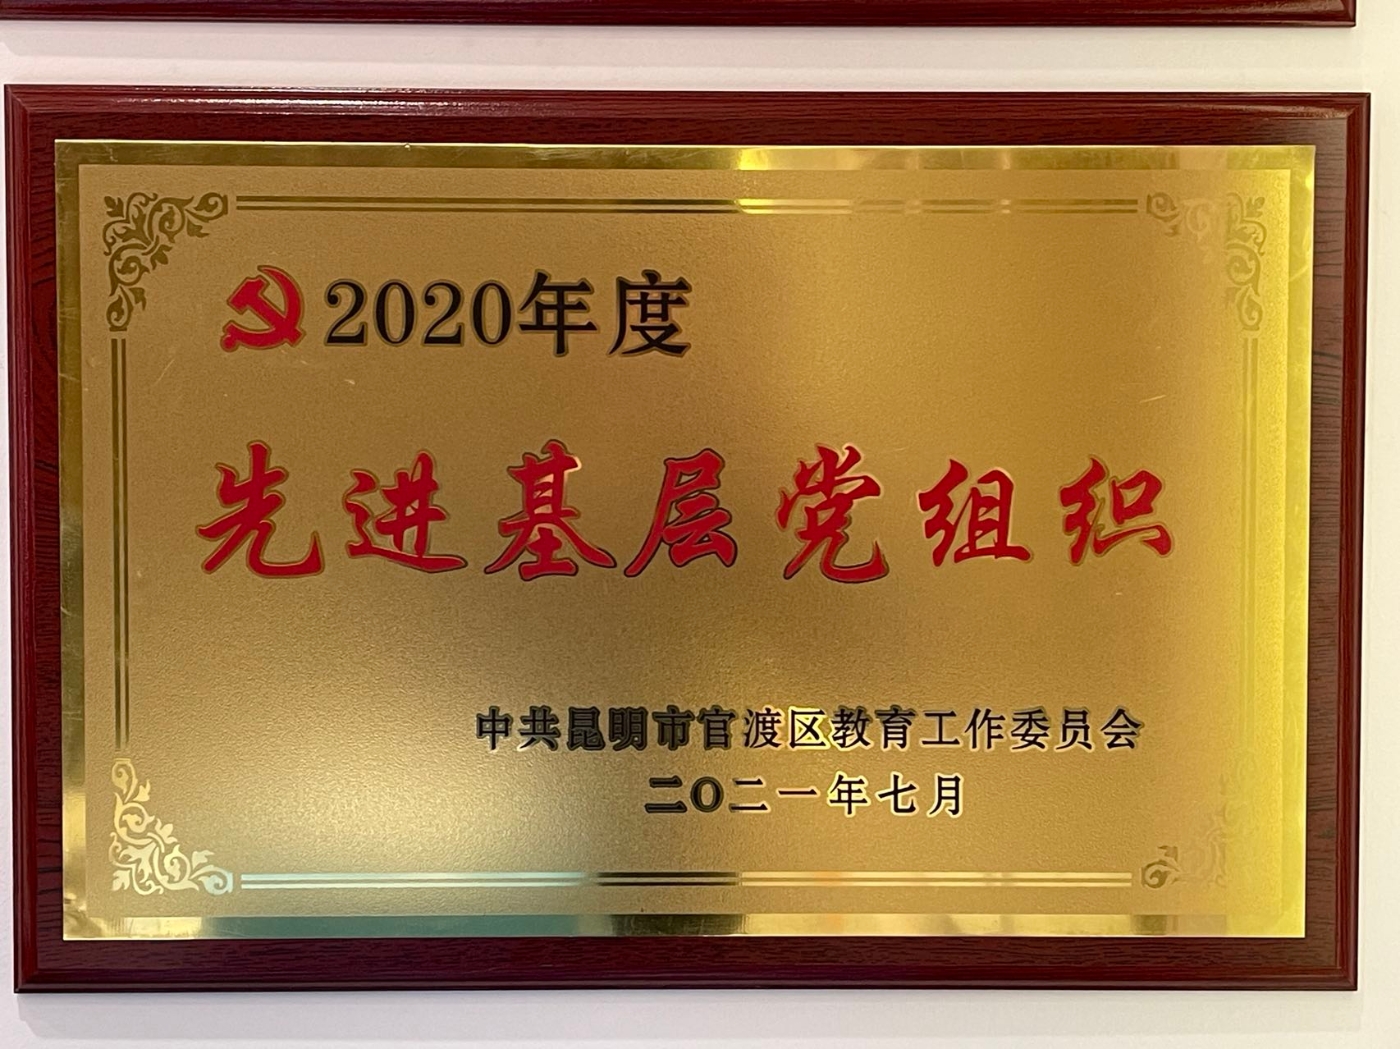 2020年度
先进基层党组织
中共昆明市官渡区教育工作委员会
二〇二一年七月